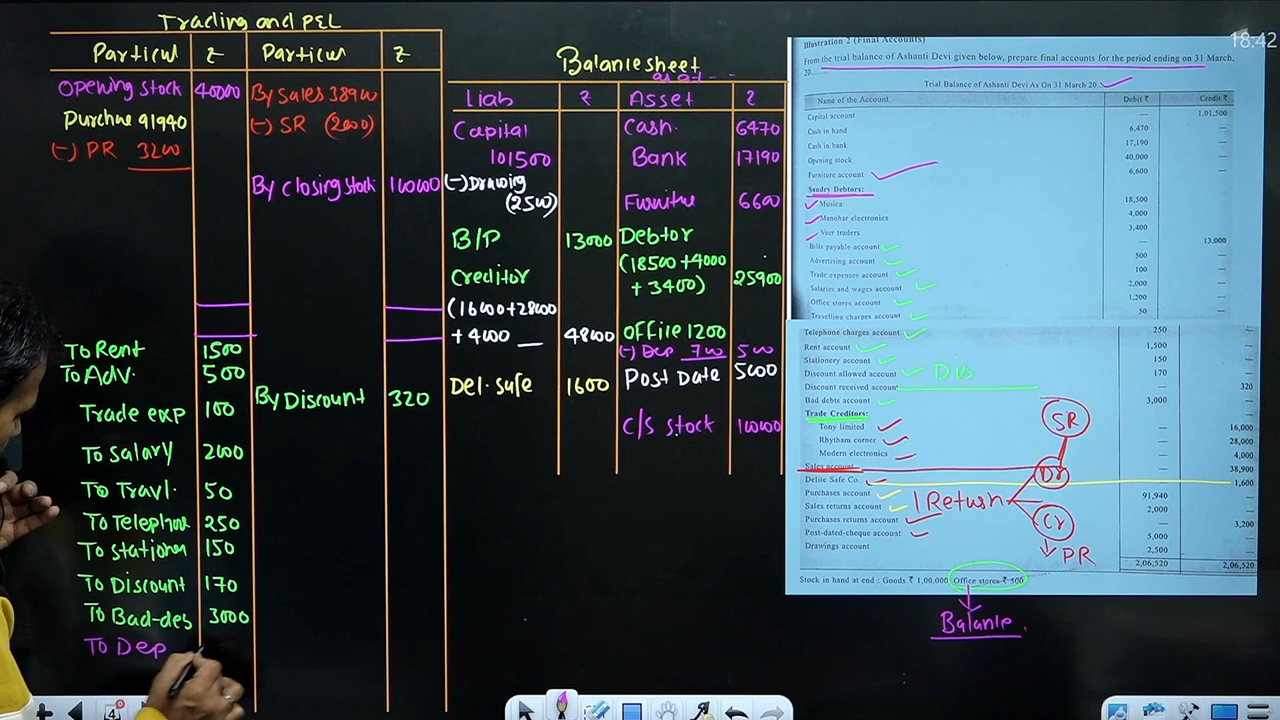 Trading and P&L
Particul ₹ Particur ₹
Opening stock 40000 By Sales 38900
Purchase 91940 (-) SR (2000)
(-) PR 3200
By Closing stock 100000
To Rent 1500
To Adv. 500
By Discount 320
Trade exp 100
To Salary 2000
To Travl. 50
To Telephone 250
To stationer 150
To Discount 170
To Bad-des 3000
To Dep
Balance sheet
as at - - -
Liab ₹ Asset ₹
Capital Cash. 6470
101500 Bank 17190
(-) Drawing
(2500) Furnitur 6600
B/P 13000 Debtor
Creditor (18500+4000
+ 3400) 25900
(16000+28000
+ 4000 48000 office 1200
(-) Dep 700 500
Del. safe 1600 Post Date 5000
C/S Stock 100000
18:42
Illustration 2 (Final Accounts)
From the trial balance of Ashanti Devi given below, prepare final accounts for the period ending on 31 March,
20
Trial Balance of Ashanti Devi As On 31 March 20
Name of the Account Debit ₹ Credit ₹
Capital account — 1,01,500
Cash in hand 6,470 —
Cash in bank 17,190 —
Opening stock 40,000 —
Furniture account 6,600 —
Sundry Debtors:
Musica 18,500 —
Manohar electronics 4,000 —
Veer traders 3,400 —
Bills payable account — 13,000
Advertising account 500 —
Trade expenses account 100 —
Salaries and wages account 2,000 —
Office stores account 1,200 —
Travelling charges account 50 —
Telephone charges account 250 —
Rent account 1,500 —
Stationery account 150 —
Discount allowed account 170 —
Dis
Discount received account — 320
Bad debts account 3,000 —
Trade Creditors:
Tony limited — 16,000
Rhytham corner — 28,000
Modern electronics — 4,000
Sales account — 38,900
Delite Safe Co. — 1,600
Purchases account 91,940 —
Sales returns account 2,000 —
Purchases returns account — 3,200
Post-dated-cheque account 5,000 —
Drawings account 2,500 —
2,06,520 2,06,520
Stock in hand at end : Goods ₹ 1,00,000 Office stores ₹ 500
SR
Dr
Return
Cr
PR
Balance
4